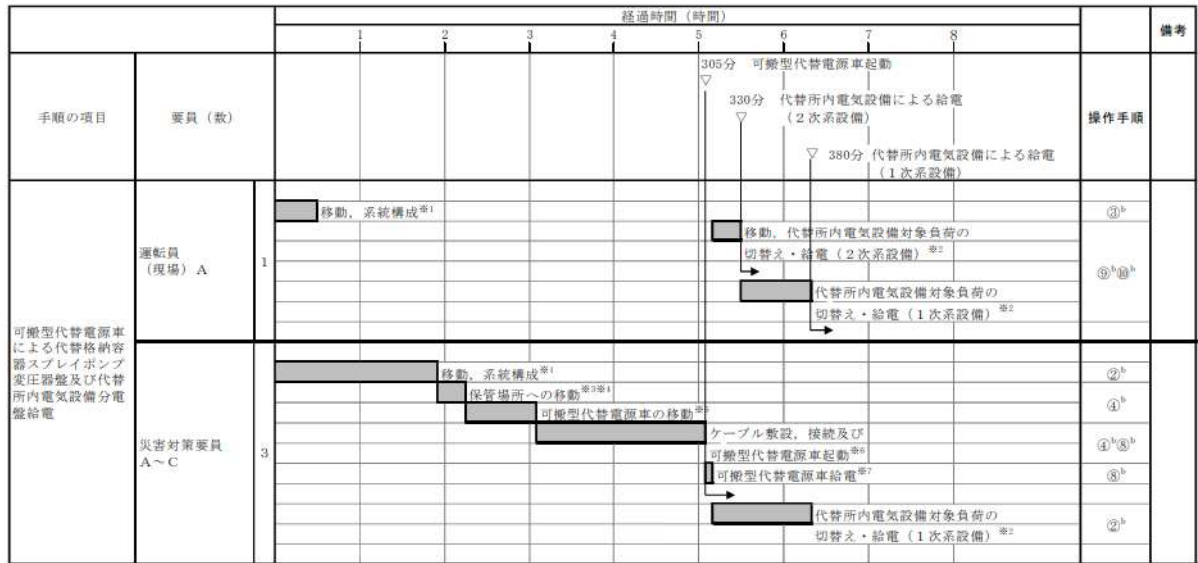 経過時間(時間)
備考
1 2 3 4 5 6 7 8
手順の項目
要員(数)
操作手順
305分 可搬型代替電源車起動
▽
330分 代替所内電気設備による給電
▽ (2次系設備)
▽ 380分 代替所内電気設備による給電
(1次系設備)
可搬型代替電源車
による代替格納容
器スプレイポンプ
変圧器盤及び代替
所内電気設備分電
盤給電
運転員
(現場)A
1
移動,系統構成※1
③b
移動,代替所内電気設備対象負荷の
切替え・給電(2次系設備)※2
代替所内電気設備対象負荷の
切替え・給電(1次系設備)※2
⑨b⑩b
災害対策要員
A~C
3
移動,系統構成※4
②b
保管場所への移動※3※4
可搬型代替電源車の移動※5
④b
ケーブル敷設,接続及び
可搬型代替電源車起動※6
④b⑧b
可搬型代替電源車給電※7
⑧b
代替所内電気設備対象負荷の
切替え・給電(1次系設備)※2
②b